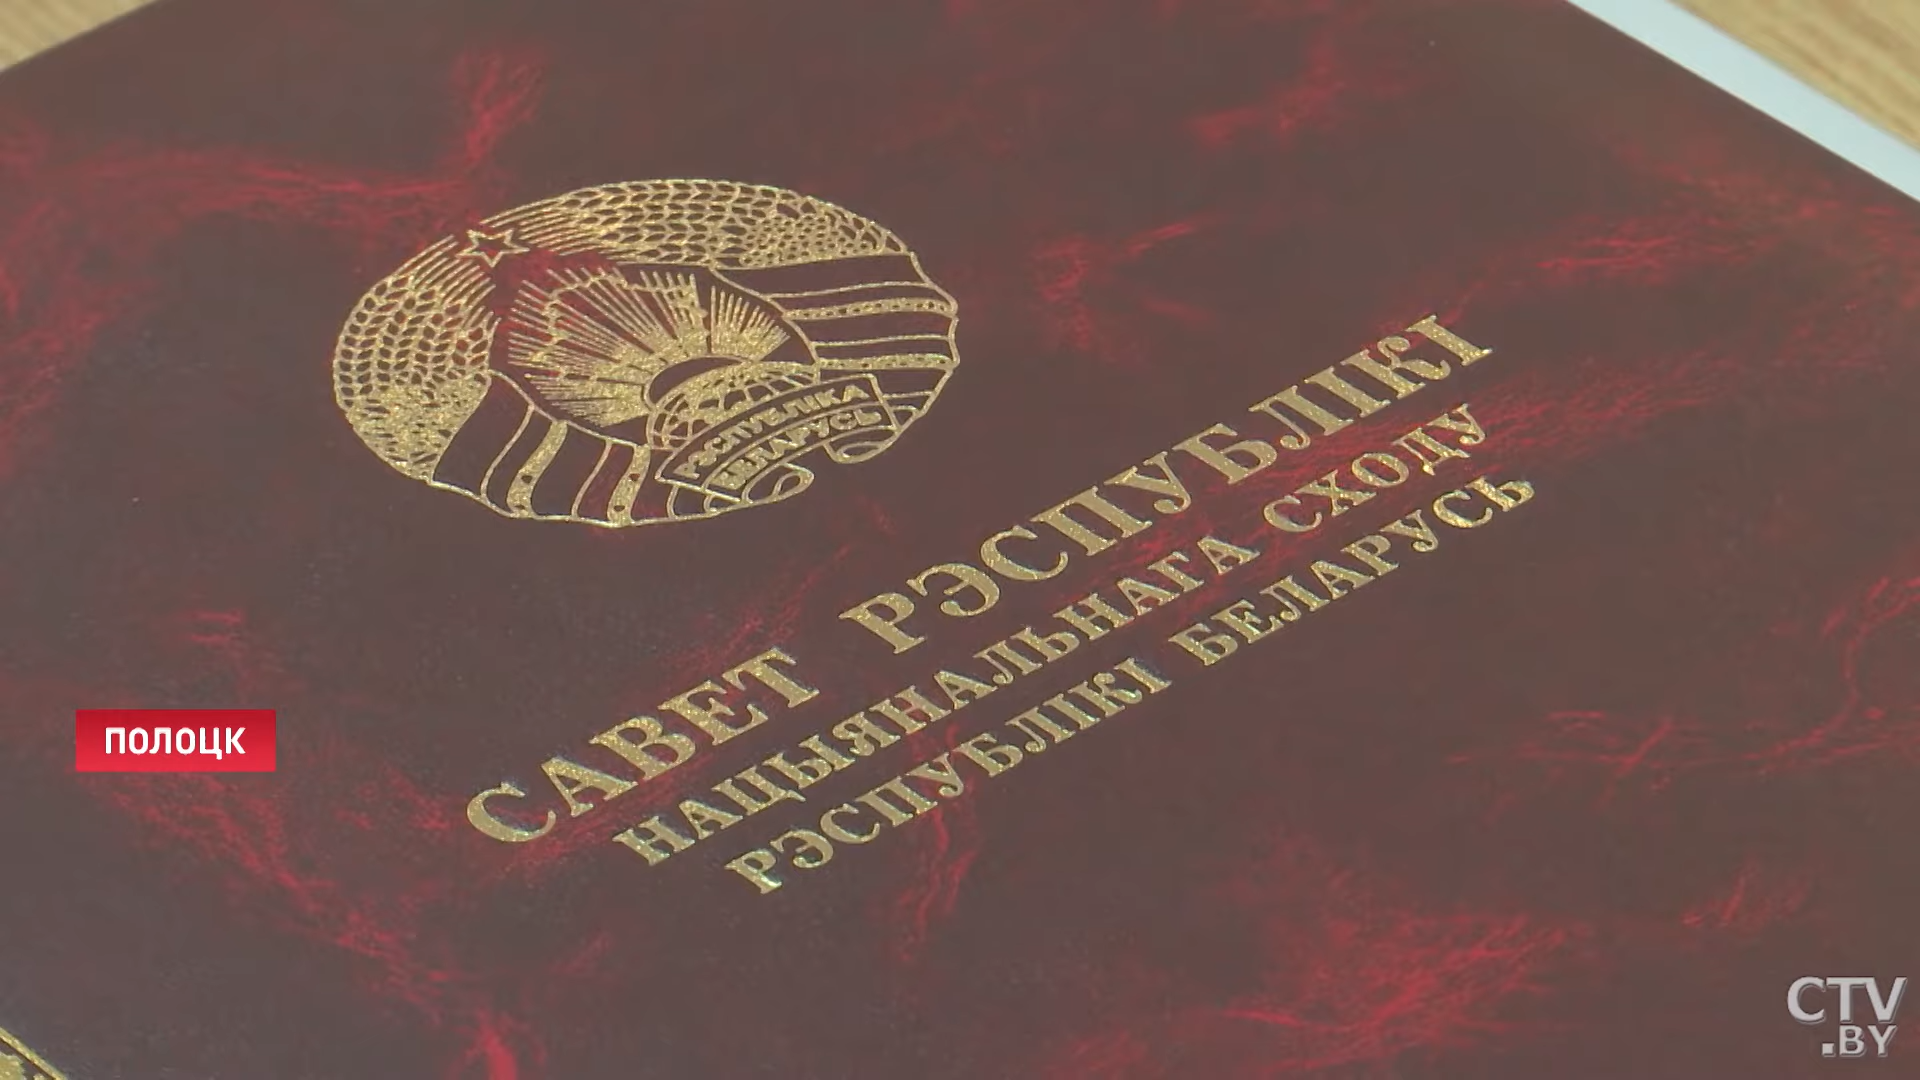 РЭСПУБЛІКА
БЕЛАРУСЬ
САВЕТ РЭСПУБЛІКІ
НАЦЫЯНАЛЬНАГА СХОДУ
РЭСПУБЛІКІ БЕЛАРУСЬ
ПОЛОЦК
CTV
.BY